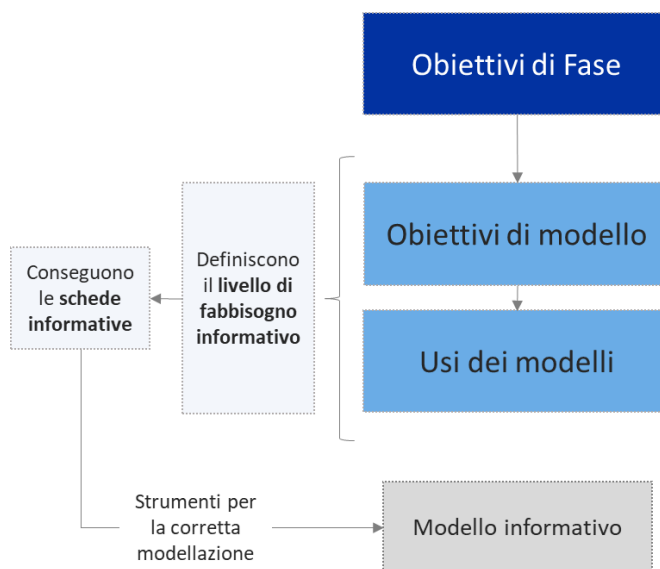 Obiettivi di Fase
Obiettivi di modello
Usi dei modelli
Definiscono
il livello di
fabbisogno
informativo
Conseguono
le schede
informative
Strumenti per
la corretta
modellazione
Modello informativo